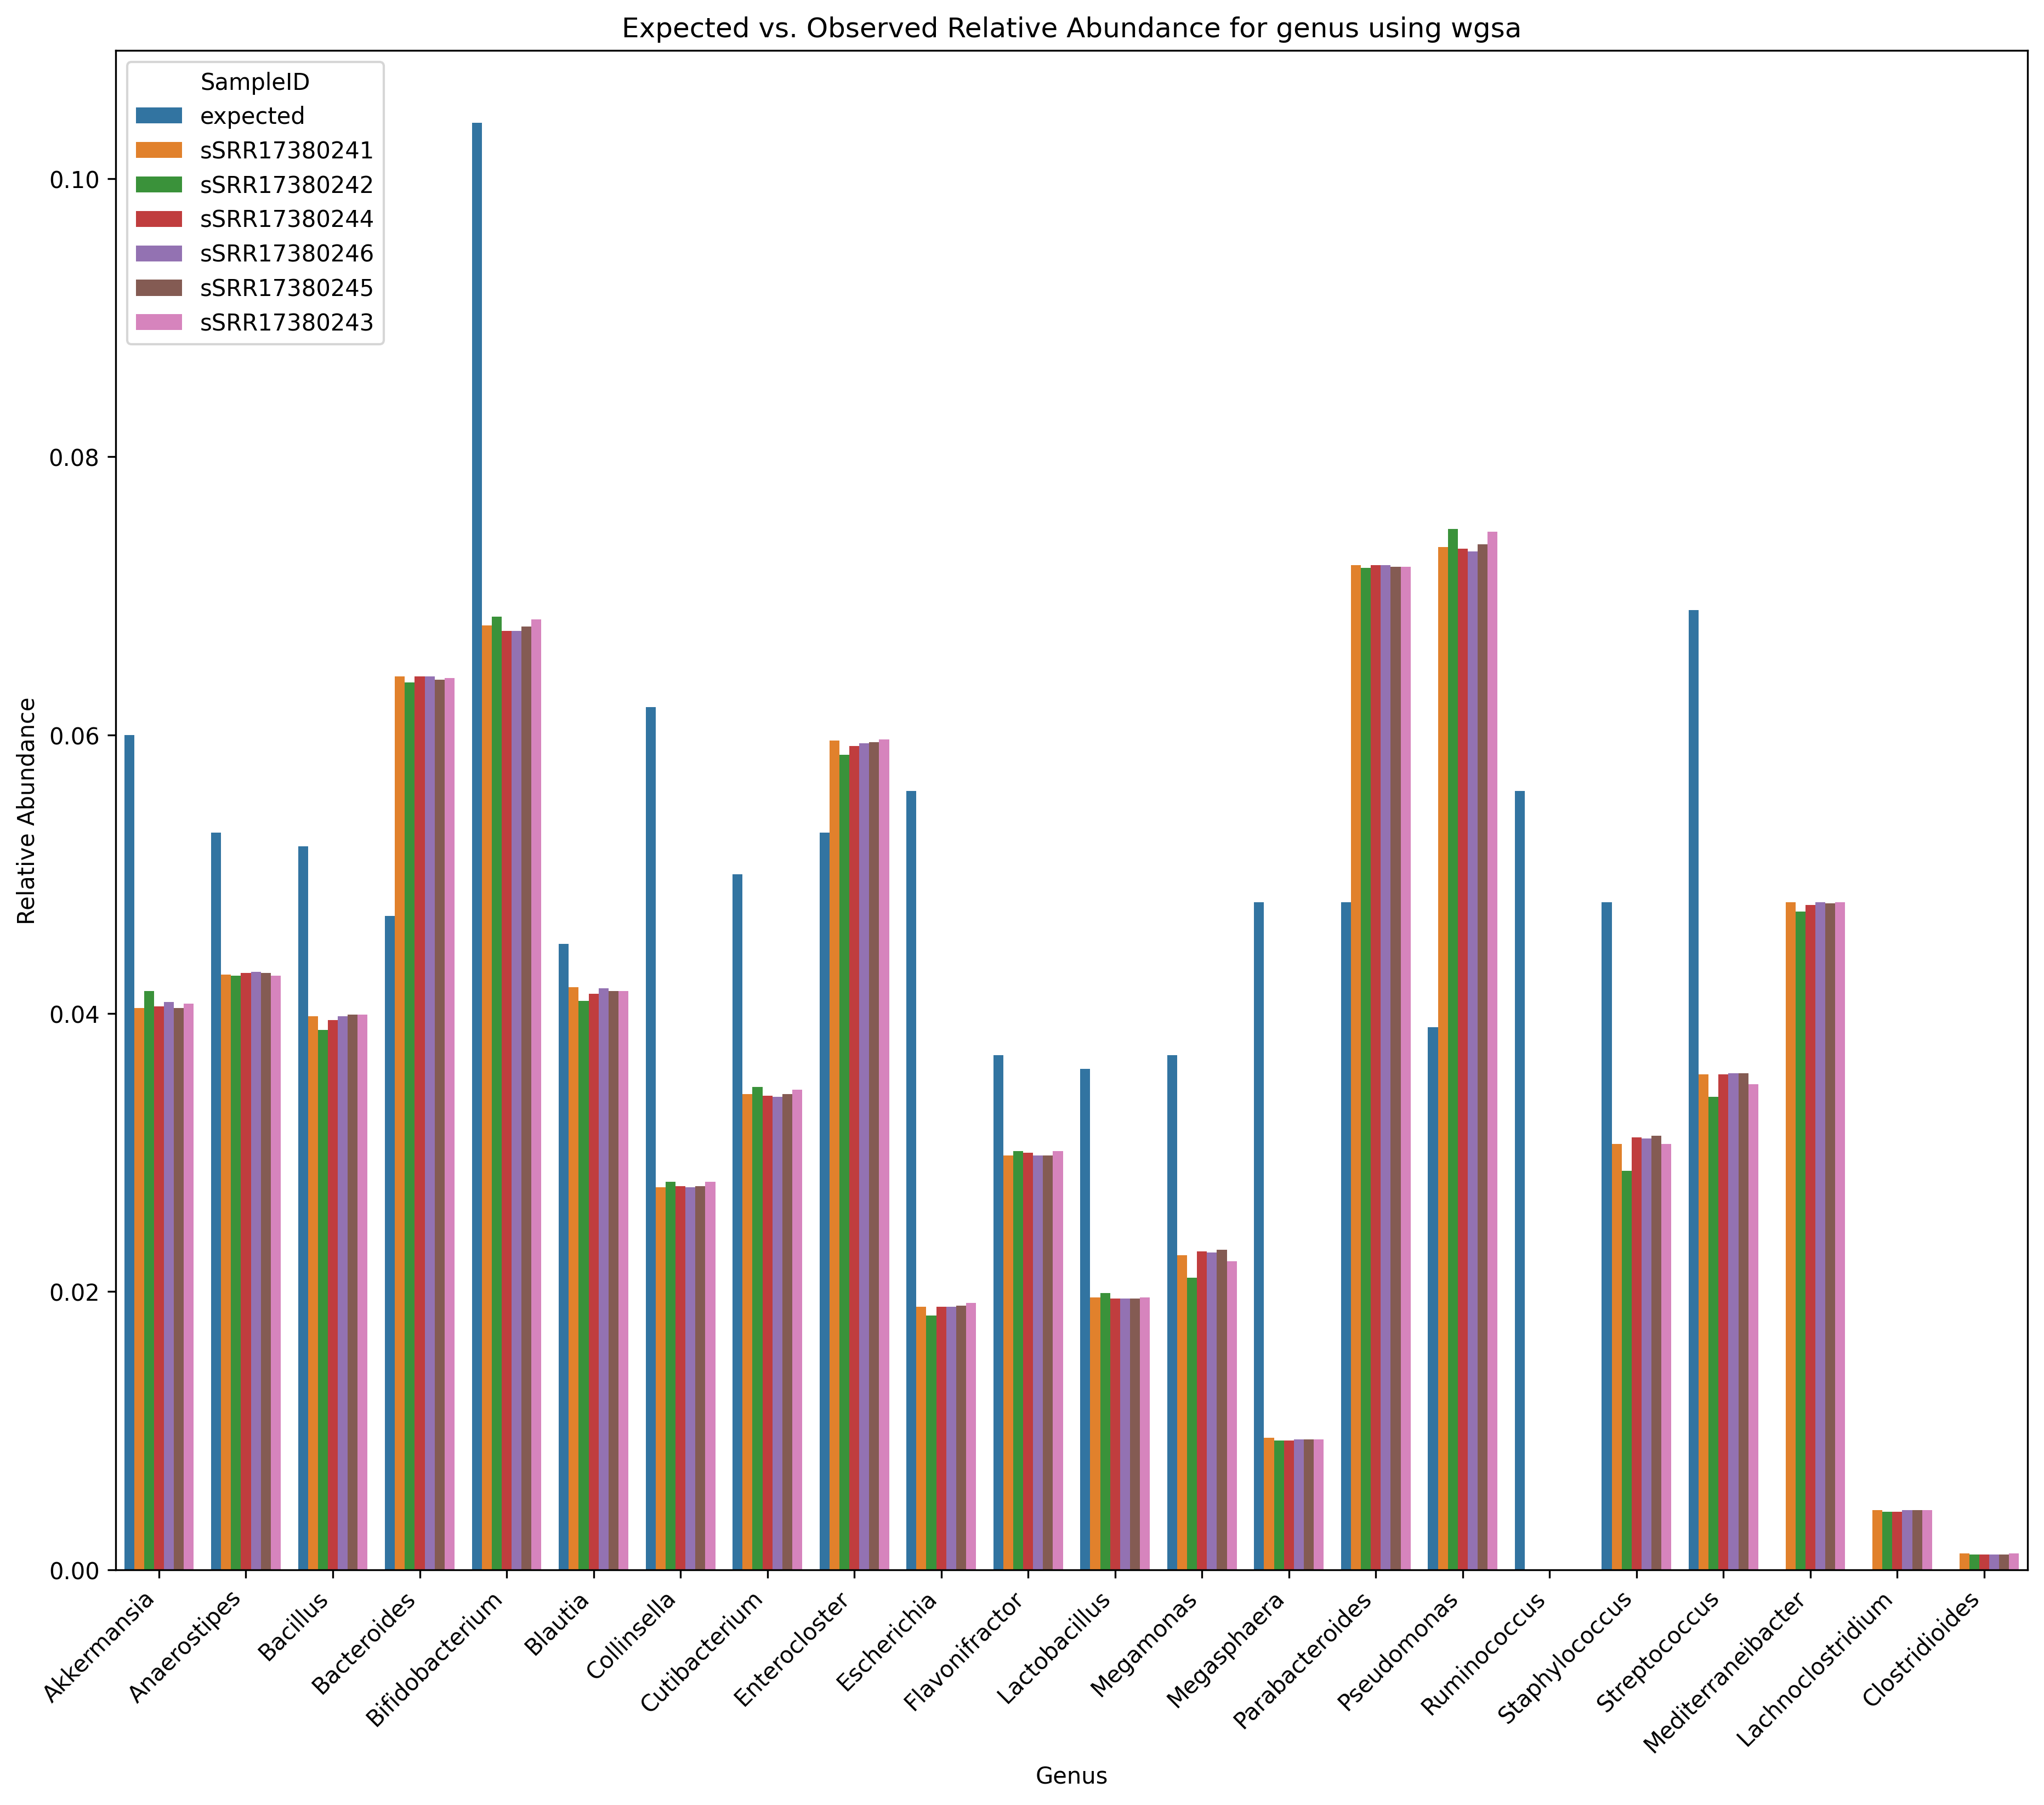 Expected vs. Observed Relative Abundance for genus using wgsa
SampleID
expected
sSRR17380241
sSRR17380242
sSRR17380244
sSRR17380246
sSRR17380245
sSRR17380243
0.10
0.08
0.06
0.04
0.02
0.00
Relative Abundance
Akkermansia
Anaerostipes
Bacillus
Bacteroides
Bifidobacterium
Blautia
Collinsella
Cutibacterium
Enterocloster
Escherichia
Flavonifractor
Lactobacillus
Megamonas
Megasphaera
Parabacteroides
Pseudomonas
Ruminococcus
Staphylococcus
Streptococcus
Mediterraneibacter
Lachnoclostridium
Clostridioides
Genus